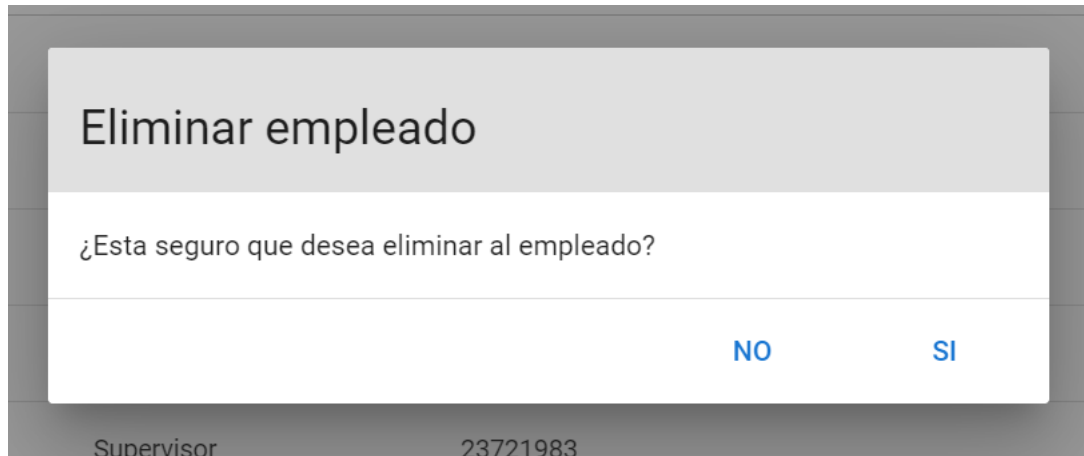 Eliminar empleado
¿Esta seguro que desea eliminar al empleado?
NO SI
Supervisor 23721983